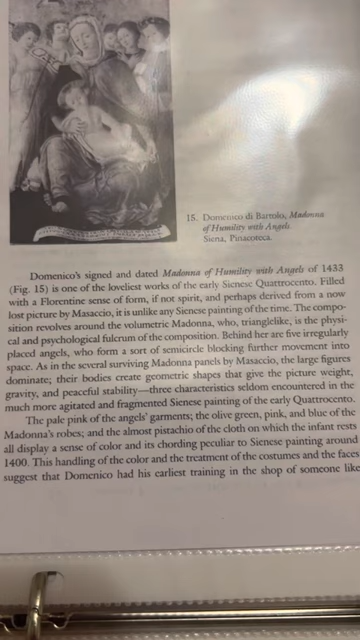 15. Domenico di Bartolo, Madonna
of Humility with Angels
Siena, Pinacoteca.
Domenico's signed and dated Madonna of Humility with Angels of 1433
(Fig. 15) is one of the loveliest works of the early Sienese Quattrocento. Filled
with a Florentine sense of form, if not spirit, and perhaps derived from a now
lost picture by Masaccio, it is unlike any Sienese painting of the time. The compo-
sition revolves around the volumetric Madonna, who, trianglelike, is the physi-
cal and psychological fulcrum of the composition. Behind her are five irregularly
placed angels, who form a sort of semicircle blocking further movement into
space. As in the several surviving Madonna panels by Masaccio, the large figures
dominate; their bodies create geometric shapes that give the picture weight,
gravity, and peaceful stability—three characteristics seldom encountered in the
much more agitated and fragmented Sienese painting of the early Quattrocento.
The pale pink of the angels' garments; the olive green, pink, and blue of the
Madonna's robes; and the almost pistachio of the cloth on which the infant rests
all display a sense of color and its chording peculiar to Sienese painting around
1400. This handling of the color and the treatment of the costumes and the faces
suggest that Domenico had his earliest training in the shop of someone like